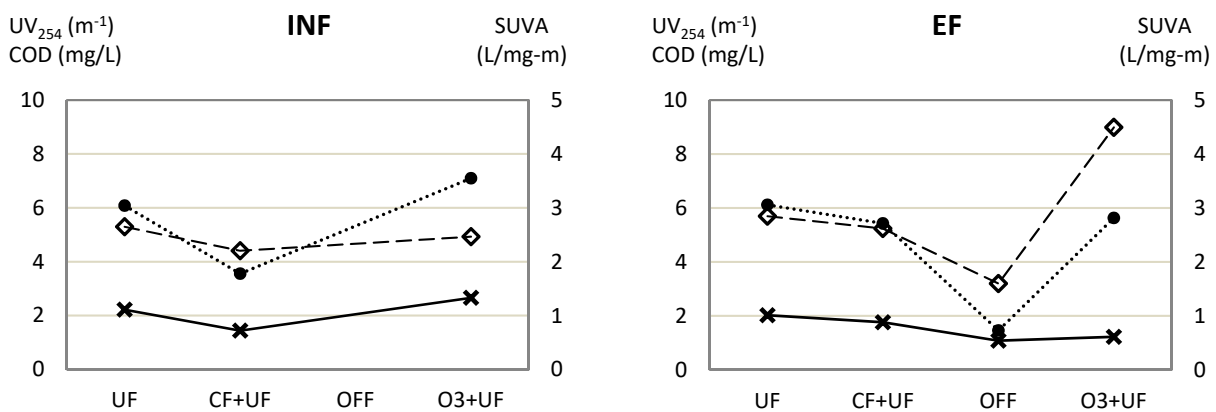 INF
UV254 (m-1)
COD (mg/L)
SUVA
(L/mg-m)
10
8
6
4
2
0
5
4
3
2
1
0
UF CF+UF OFF O3+UF
EF
UV254 (m-1)
COD (mg/L)
SUVA
(L/mg-m)
10
8
6
4
2
0
5
4
3
2
1
0
UF CF+UF OFF O3+UF